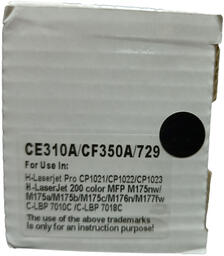 CE310A/CF350A/729
For Use In:
H-Laserjet Pro CP1021/CP1022/CP1023
H-LaserJet 200 color MFP M175nw/
M175a/M175b/M175c/M176n/M177fw
C-LBP 7010C /C-LBP 7018C
The use of the above trademarks
is only for an instruction purpose!